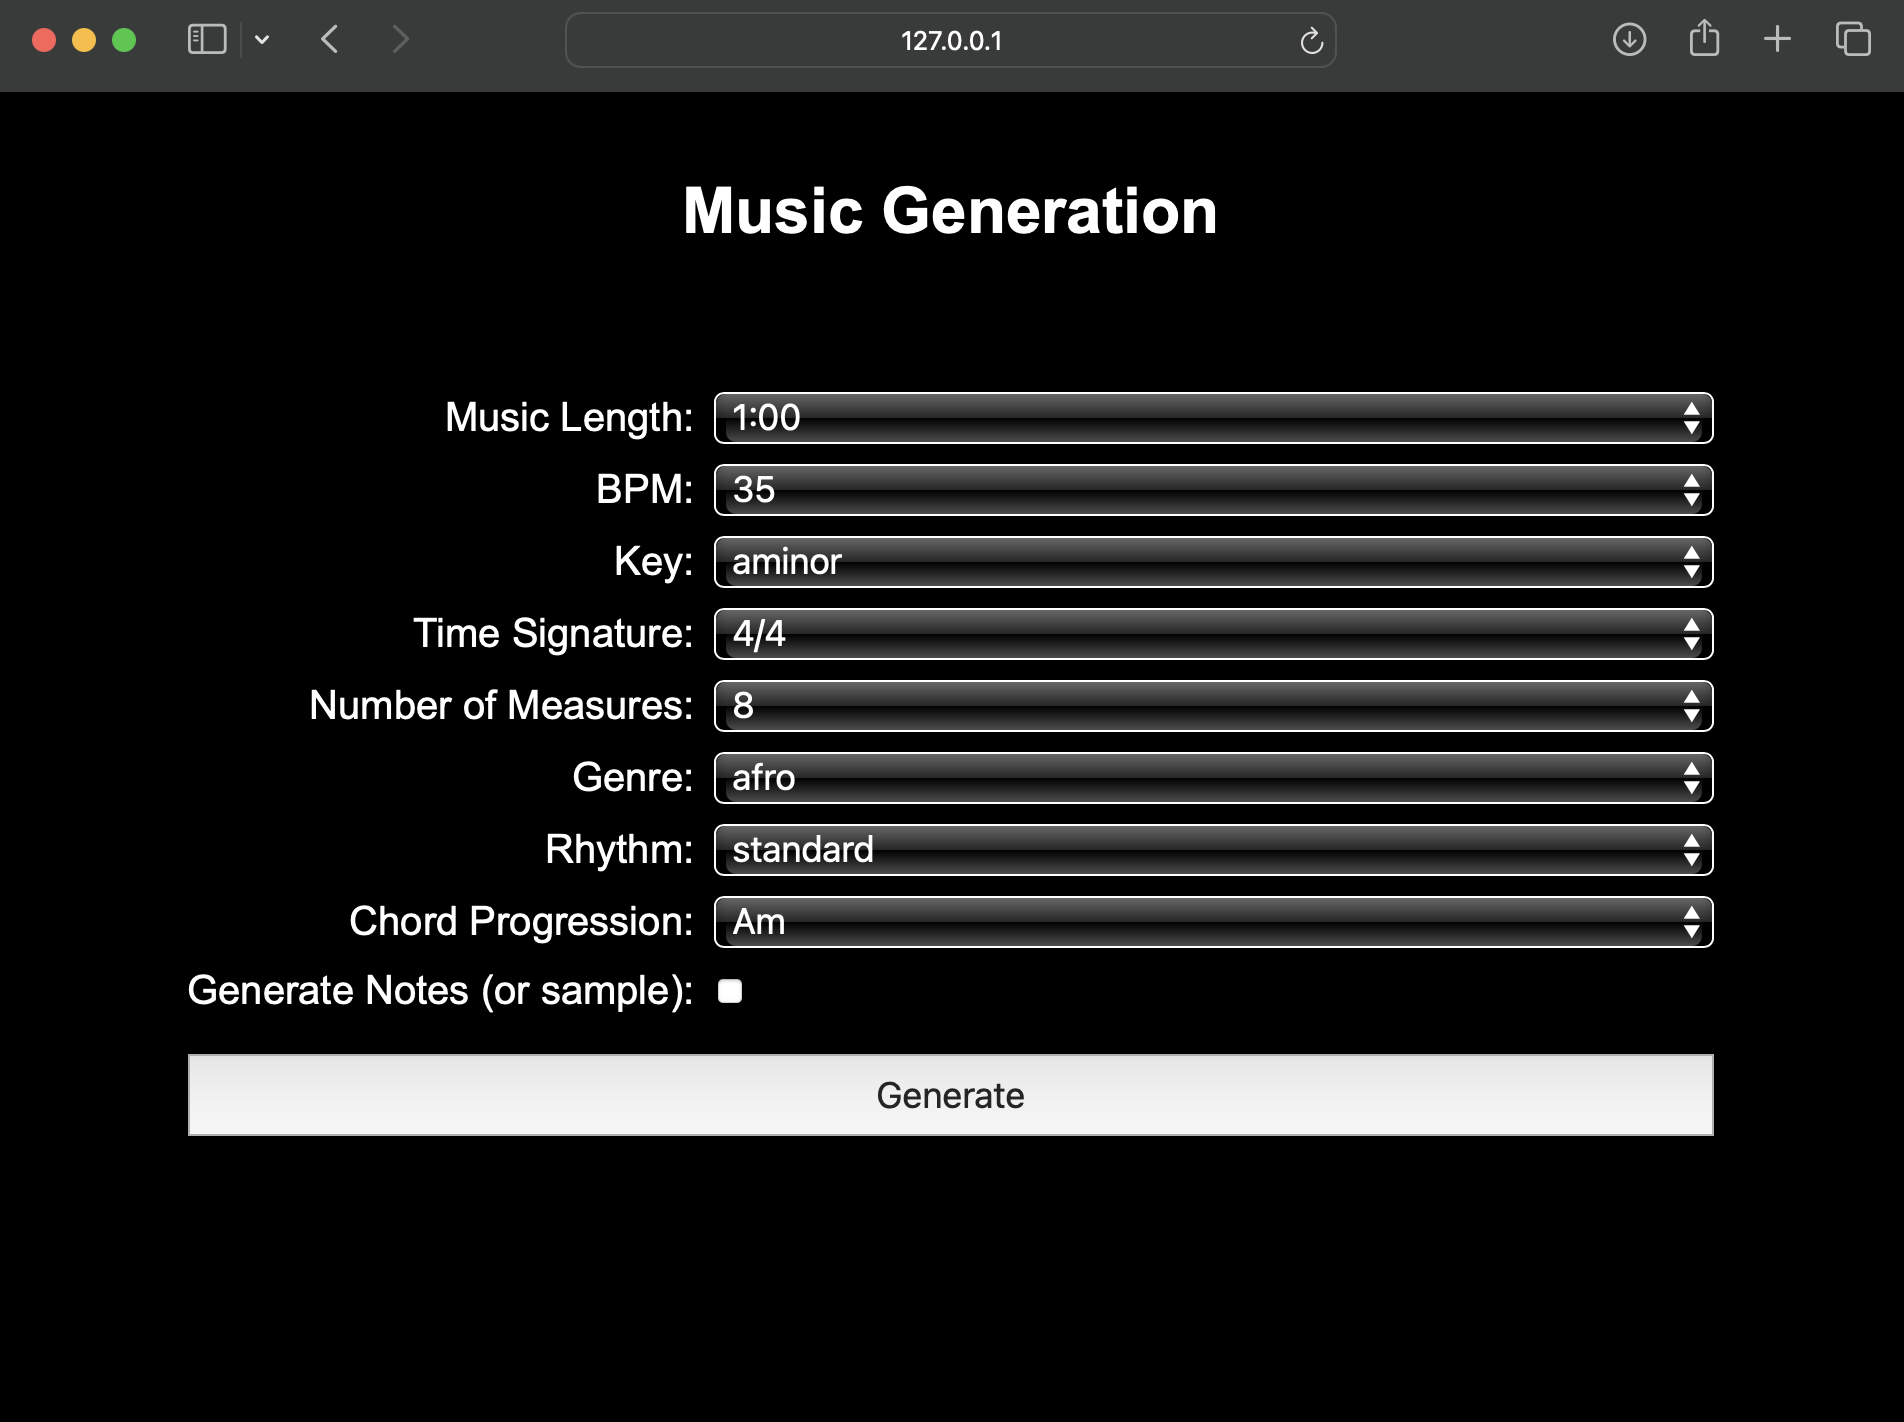 127.0.0.1
Music Generation
Music Length: 1:00
BPM: 35
Key: aminor
Time Signature: 4/4
Number of Measures: 8
Genre: afro
Rhythm: standard
Chord Progression: Am
Generate Notes (or sample):
Generate